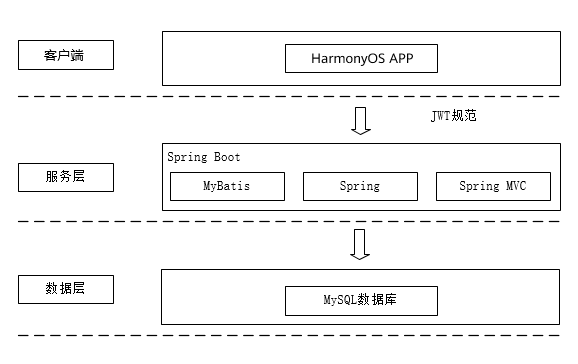 客户端
HarmonyOS APP
JWT规范
Spring Boot
服务层
MyBatis
Spring
Spring MVC
数据层
MySQL数据库